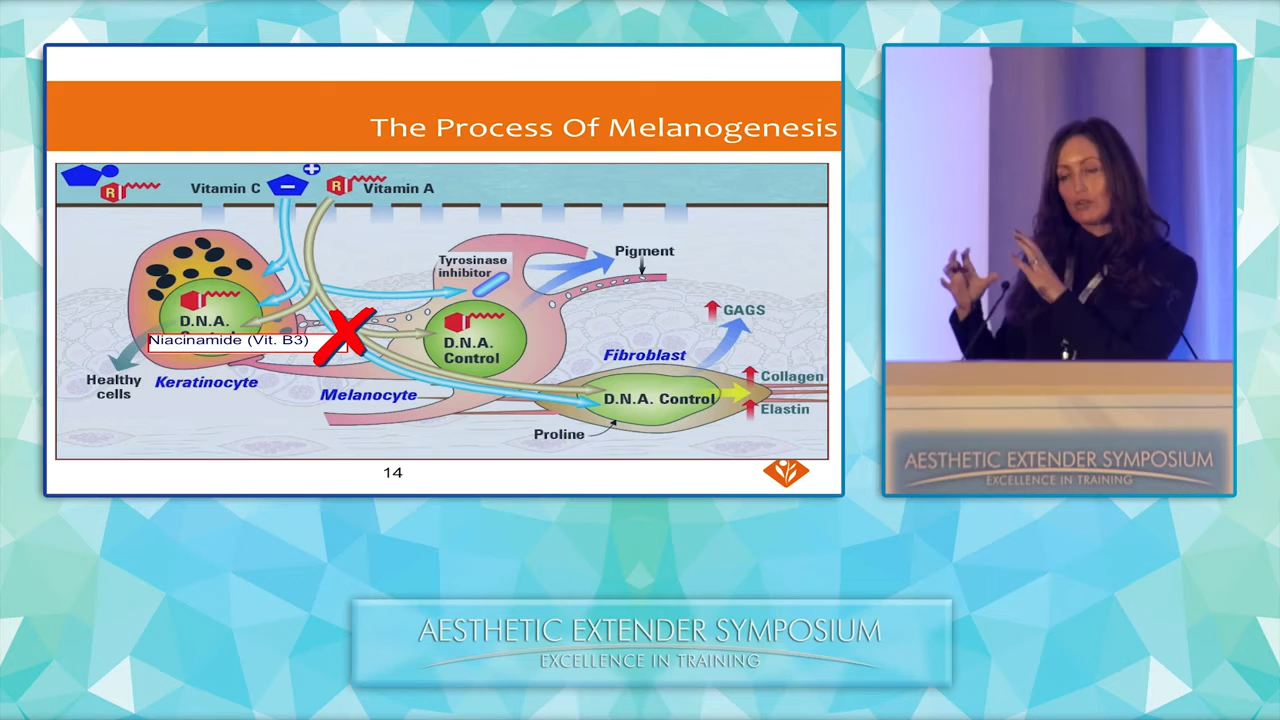 The Process Of Melanogenesis
R
Vitamin C
R
Vitamin A
Tyrosinase
inhibitor
Pigment
D.N.A.
Niacinamide (Vit. B3)
D.N.A.
Control
GAGS
Healthy
cells
Keratinocyte
Melanocyte
Fibroblast
D.N.A. Control
Collagen
Elastin
Proline
14
AESTHETIC EXTENDER SYMPOSIUM
EXCELLENCE IN TRAINING
AESTHETIC EXTENDER SYMPOSIUM
EXCELLENCE IN TRAINING